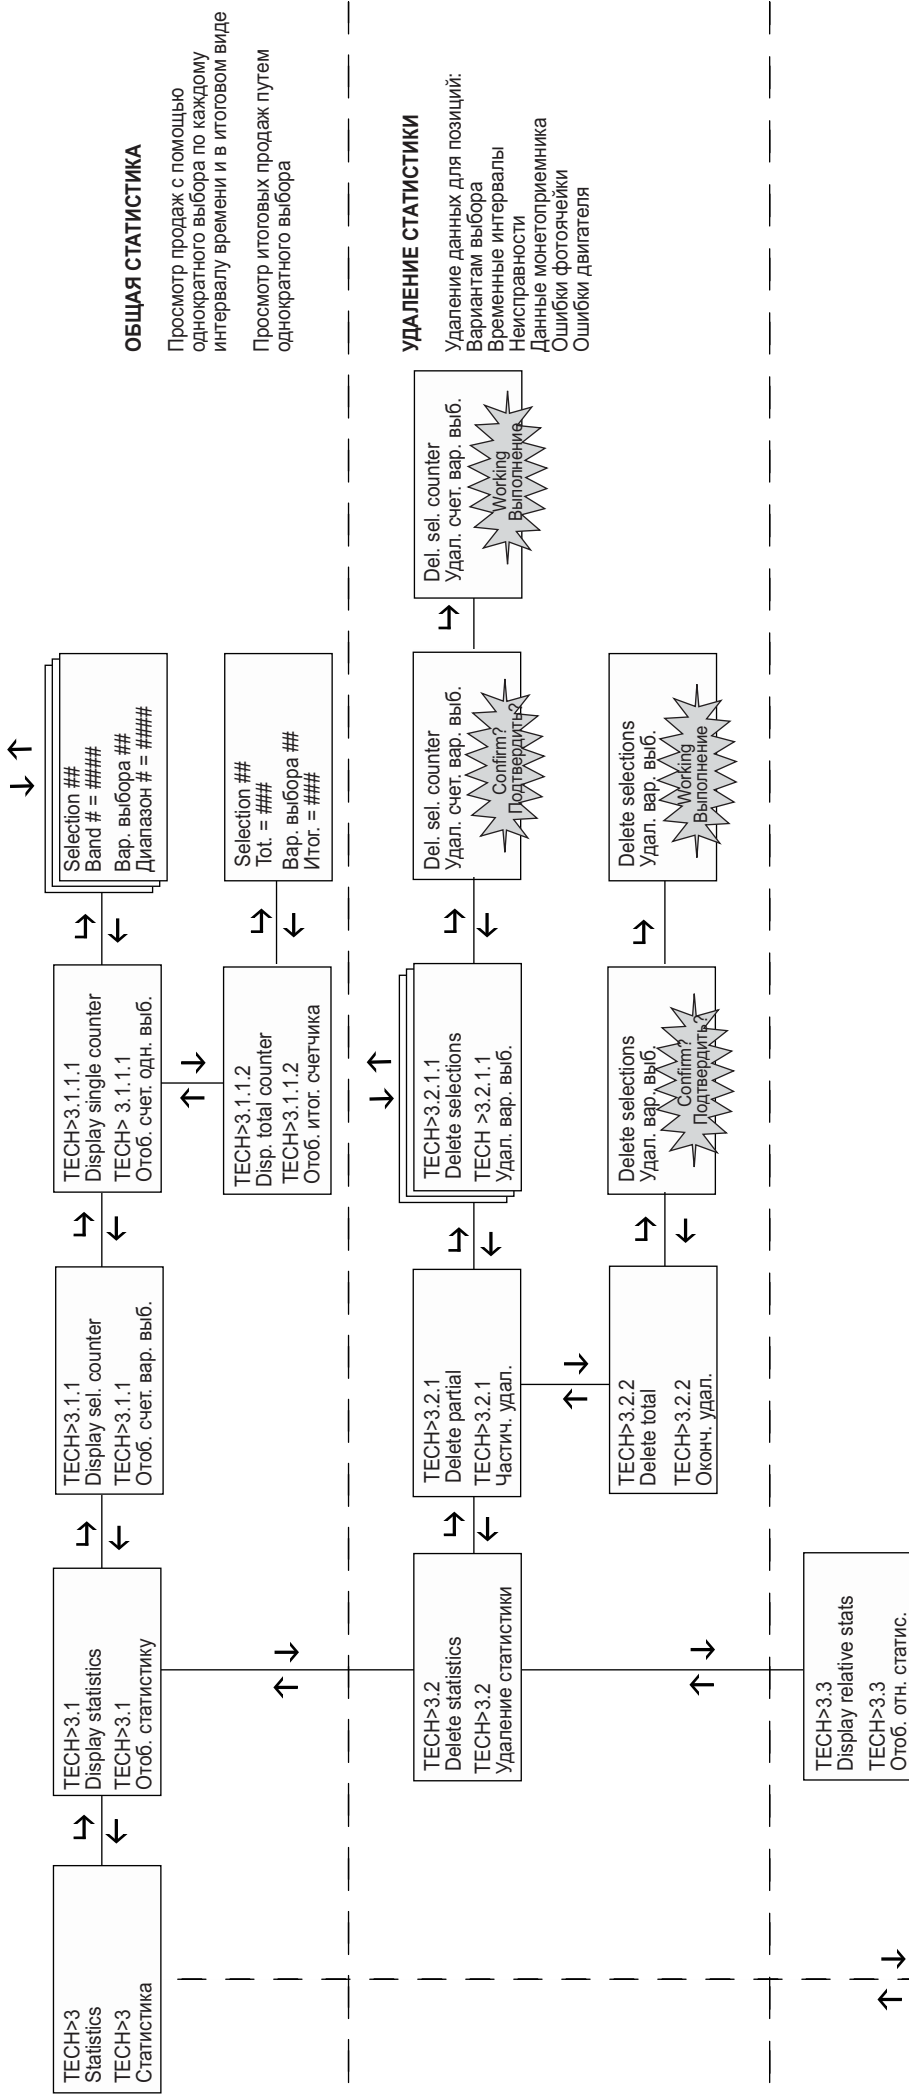 TECH>3
Statistics
TECH>3
Статистика
TECH>3.1
Display statistics
TECH>3.1
Отоб. статистику
TECH>3.1.1
Display sel. counter
TECH>3.1.1
Отоб. счет. вар. выб.
TECH>3.1.1.1
Display single counter
TECH> 3.1.1.1
Отоб. счет. одн. выб.
Selection ##
Band # = ####
Вар. выбора ##
Диапазон # = ####
TECH>3.1.1.2
Disp. total counter
TECH>3.1.1.2
Отоб. итог. счетчика
Selection ##
Tot. = ###
Вар. выбора ##
Итог. = ###
ОБЩАЯ СТАТИСТИКА
Просмотр продаж с помощью
однократного выбора по каждому
интервалу времени и в итоговом виде
Просмотр итоговых продаж путем
однократного выбора
TECH>3.2
Delete statistics
TECH>3.2
Удаление статистики
TECH>3.2.1
Delete partial
TECH>3.2.1
Частич. удал.
TECH>3.2.1.1
Delete selections
TECH >3.2.1.1
Удал. вар. выб.
Del. sel. counter
Удал. счет. вар. выб.
Confirm?
Подтвердить?
Del. sel. counter
Удал. счет. вар. выб.
Working
Выполнение
TECH>3.2.2
Delete total
TECH>3.2.2
Оконч. удал.
Delete selections
Удал. вар. выб.
Confirm?
Подтвердить?
Delete selections
Удал. вар. выб.
Working
Выполнение
УДАЛЕНИЕ СТАТИСТИКИ
Удаление данных для позиций:
Вариантам выбора
Временные интервалы
Неисправности
Данные монетоприемника
Ошибки фотоячейки
Ошибки двигателя
TECH>3.3
Display relative stats
TECH>3.3
Отоб. отн. статис.